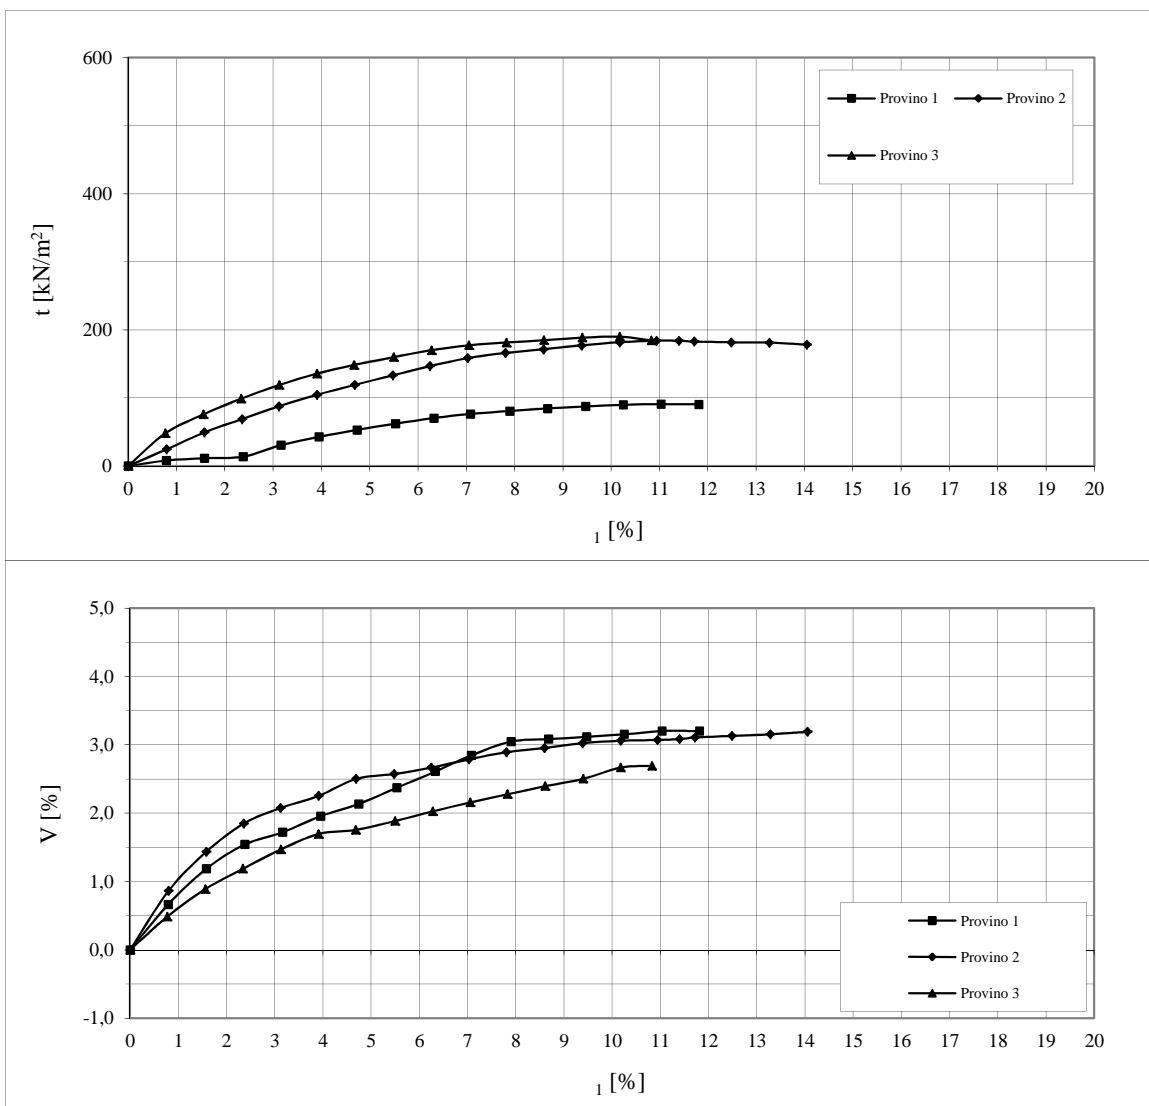 600
400
200
0
t [kN/m²]
Provino 1 Provino 2
Provino 3
0 1 2 3 4 5 6 7 8 9 10 11 12 13 14 15 16 17 18 19 20
₁ [%]
5,0
4,0
3,0
2,0
1,0
0,0
-1,0
V [%]
Provino 1
Provino 2
Provino 3
0 1 2 3 4 5 6 7 8 9 10 11 12 13 14 15 16 17 18 19 20
₁ [%]